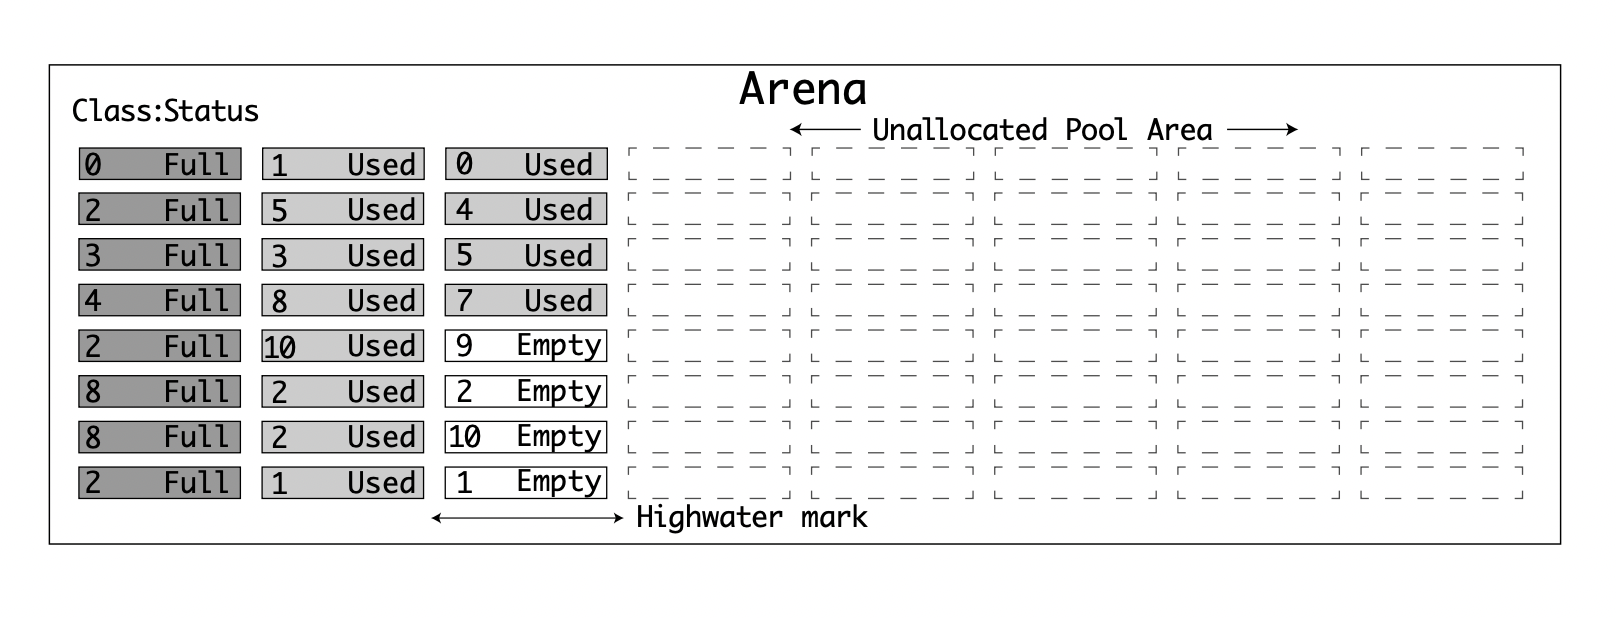 Arena
Class:Status
Unallocated Pool Area
0 Full 1 Used 0 Used
2 Full 5 Used 4 Used
3 Full 3 Used 5 Used
4 Full 8 Used 7 Used
2 Full 10 Used 9 Empty
8 Full 2 Used 2 Empty
8 Full 2 Used 10 Empty
2 Full 1 Used 1 Empty
Highwater mark